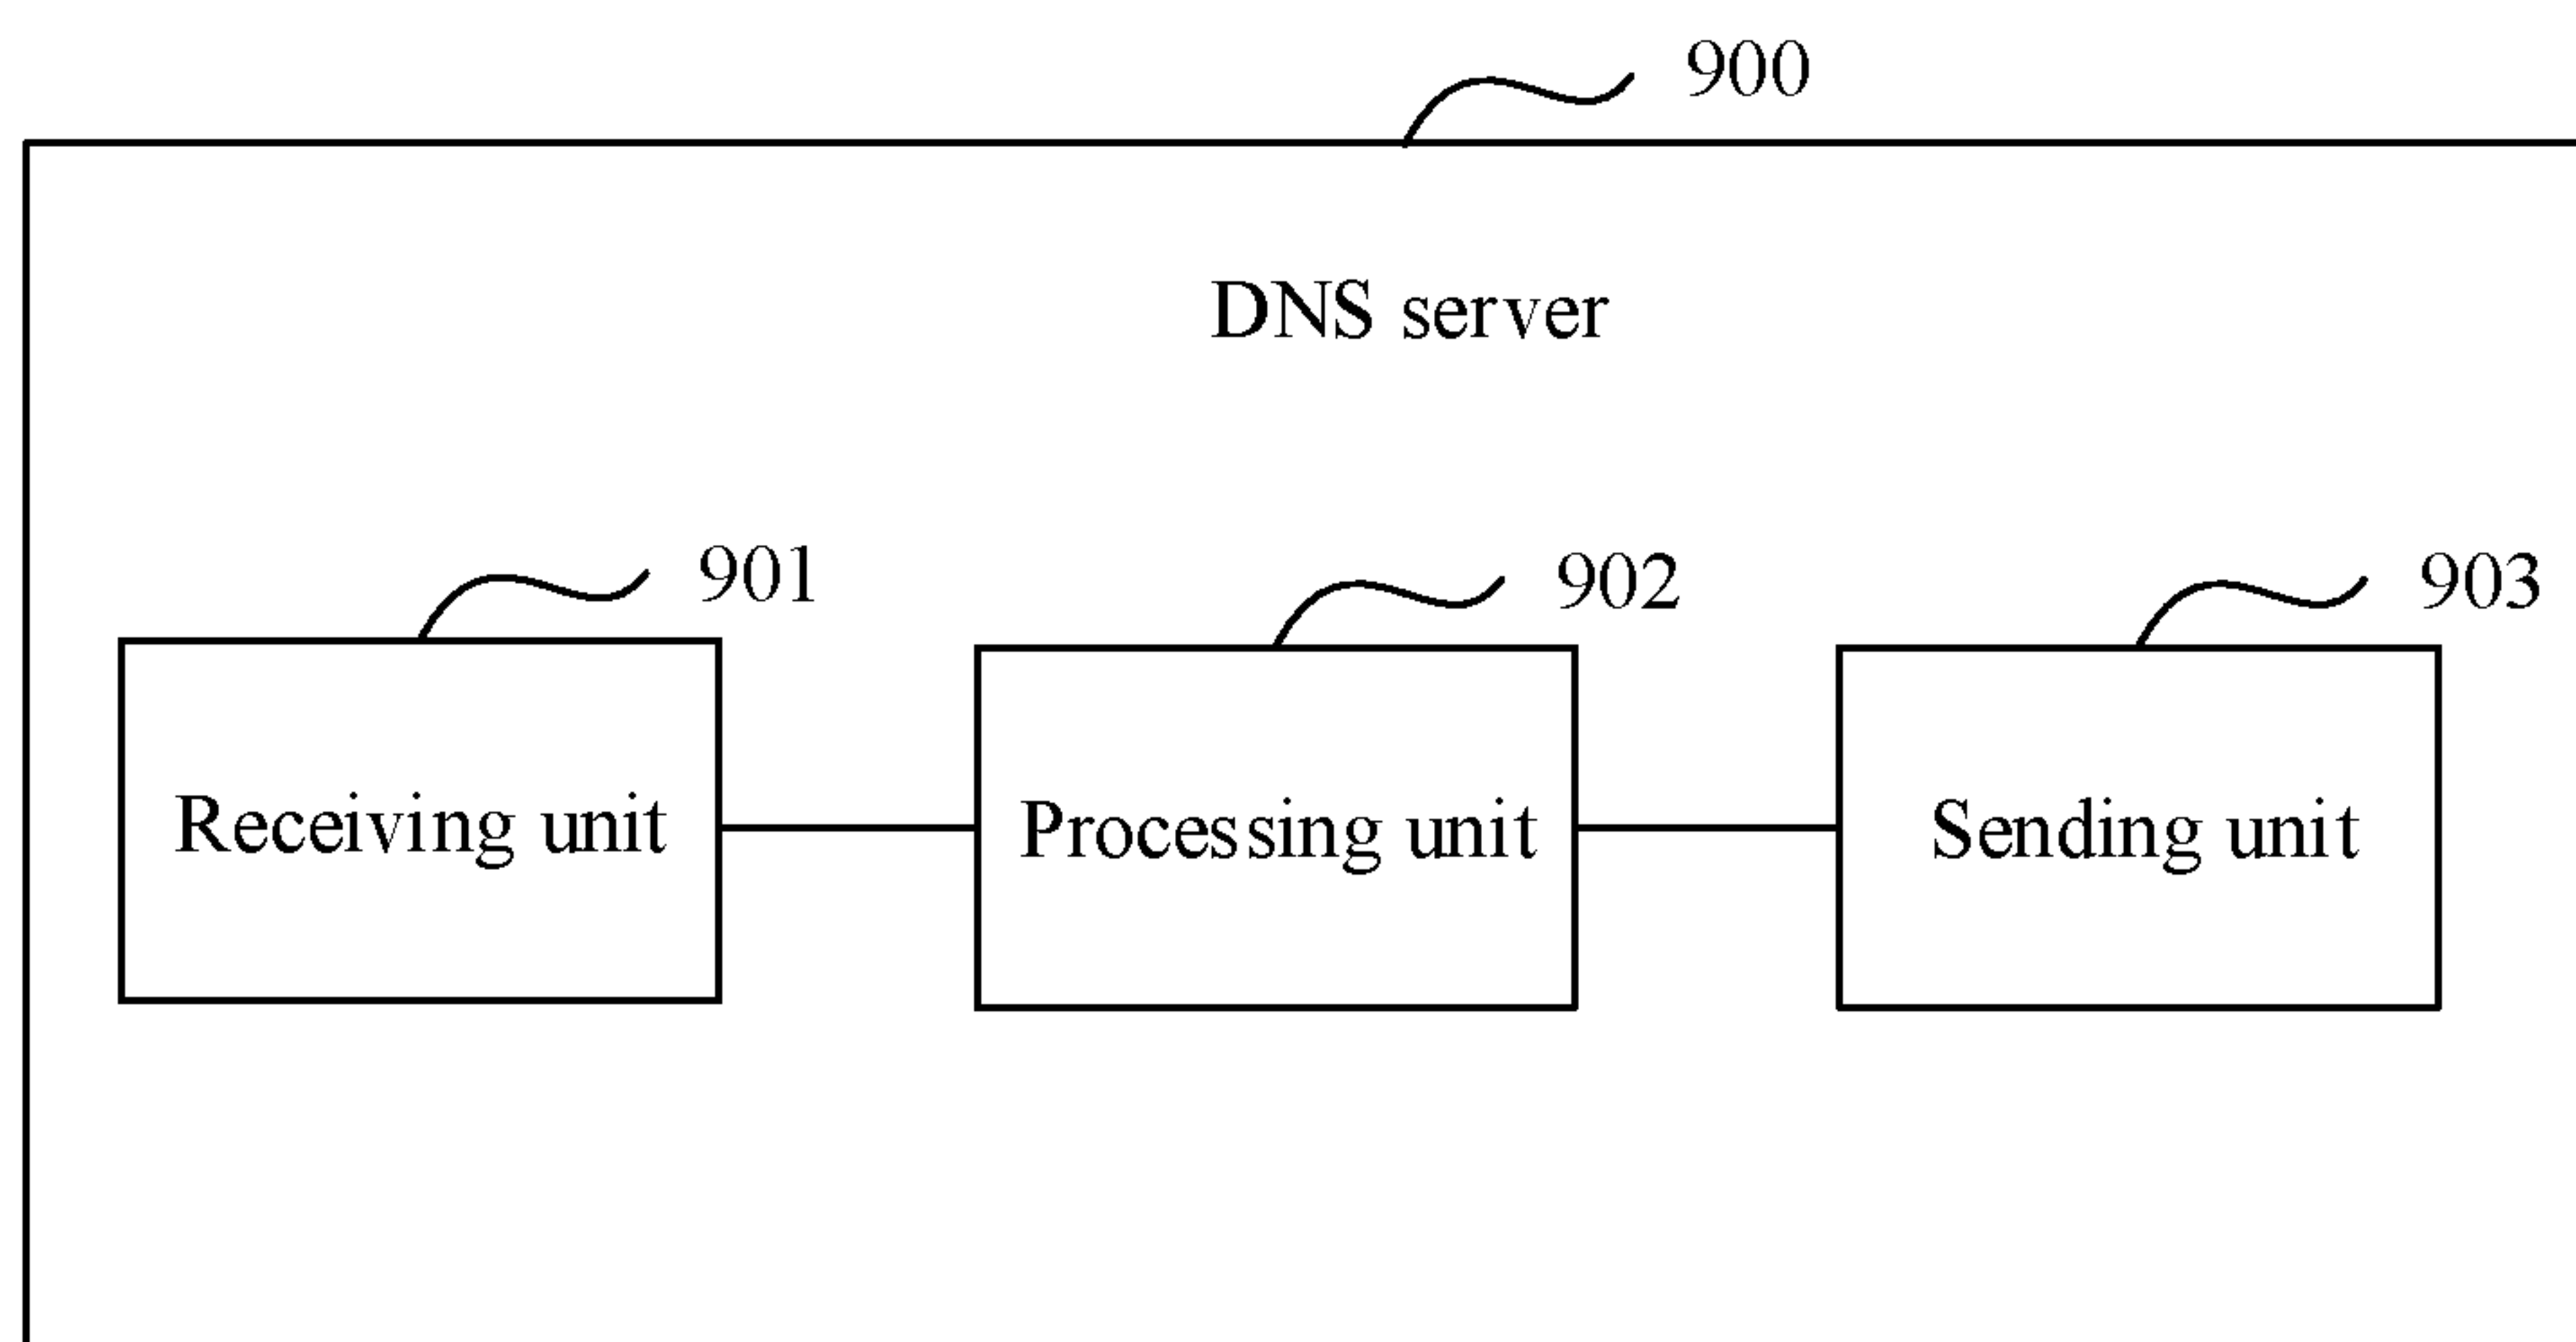 900
DNS server
901
902
903
Receiving unit
Processing unit
Sending unit